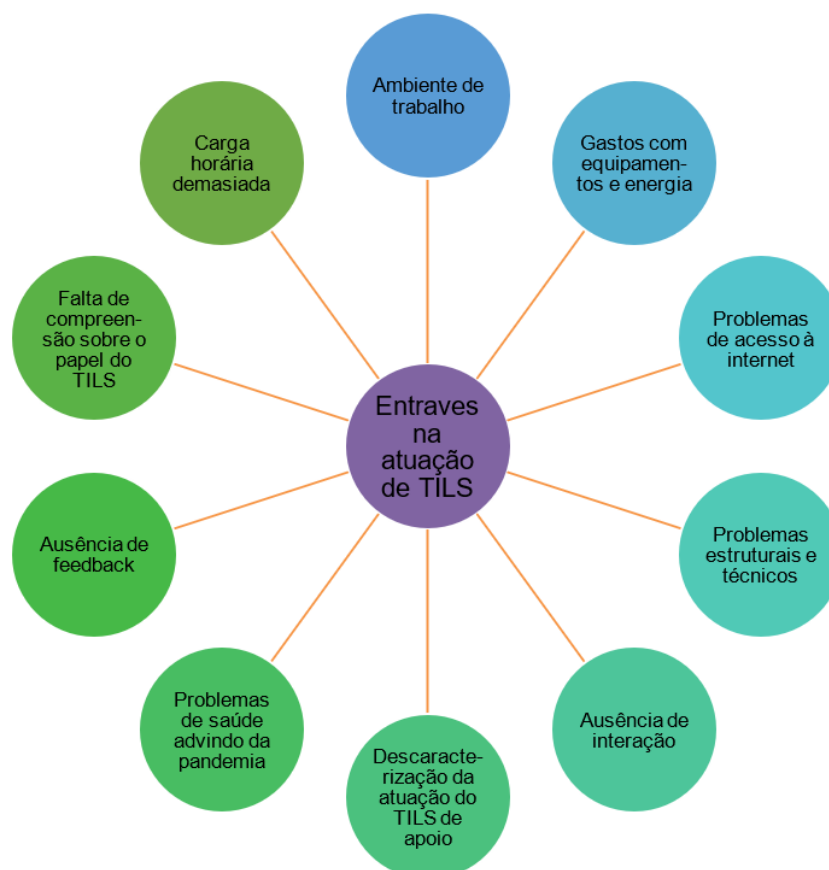 Ambiente de
trabalho
Gastos com
equipamen-
tos e energia
Problemas
de acesso à
internet
Problemas
estruturais e
técnicos
Ausência de
interação
Descaracte-
rização da
atuação do
TILS de
apoio
Problemas
de saúde
advindo da
pandemia
Ausência de
feedback
Falta de
compreen-
são sobre o
papel do
TILS
Carga
horária
demasiada
Entraves
na
atuação
de TILS